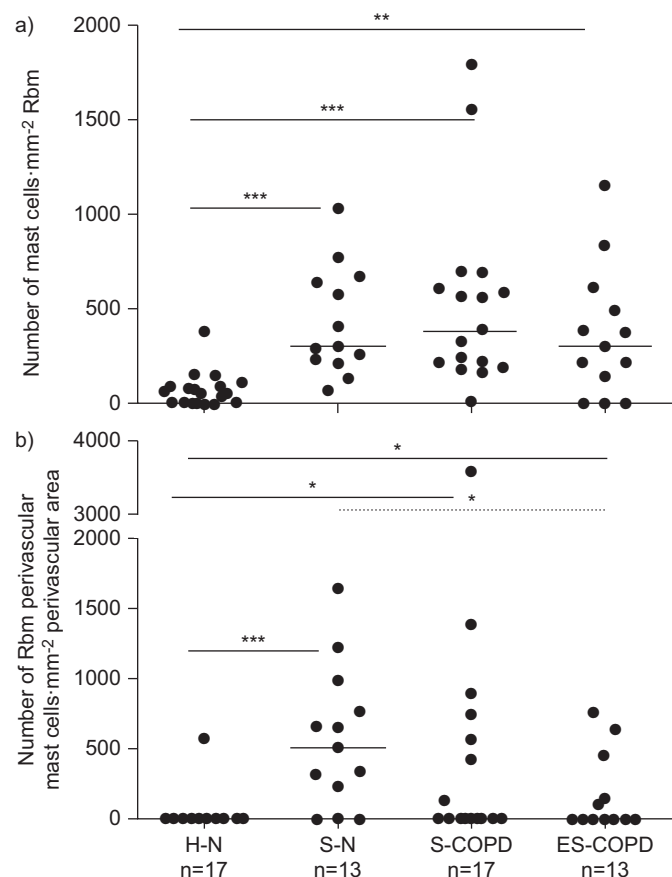 a)
2000
1500
1000
500
0
Number of mast cells·mm-2 Rbm
**
***
***
b)
4000
3000
2000
1500
1000
500
0
Number of Rbm perivascular
mast cells·mm-2 perivascular area
*
*
*
***
H-N S-N S-COPD ES-COPD
n=17 n=13 n=17 n=13